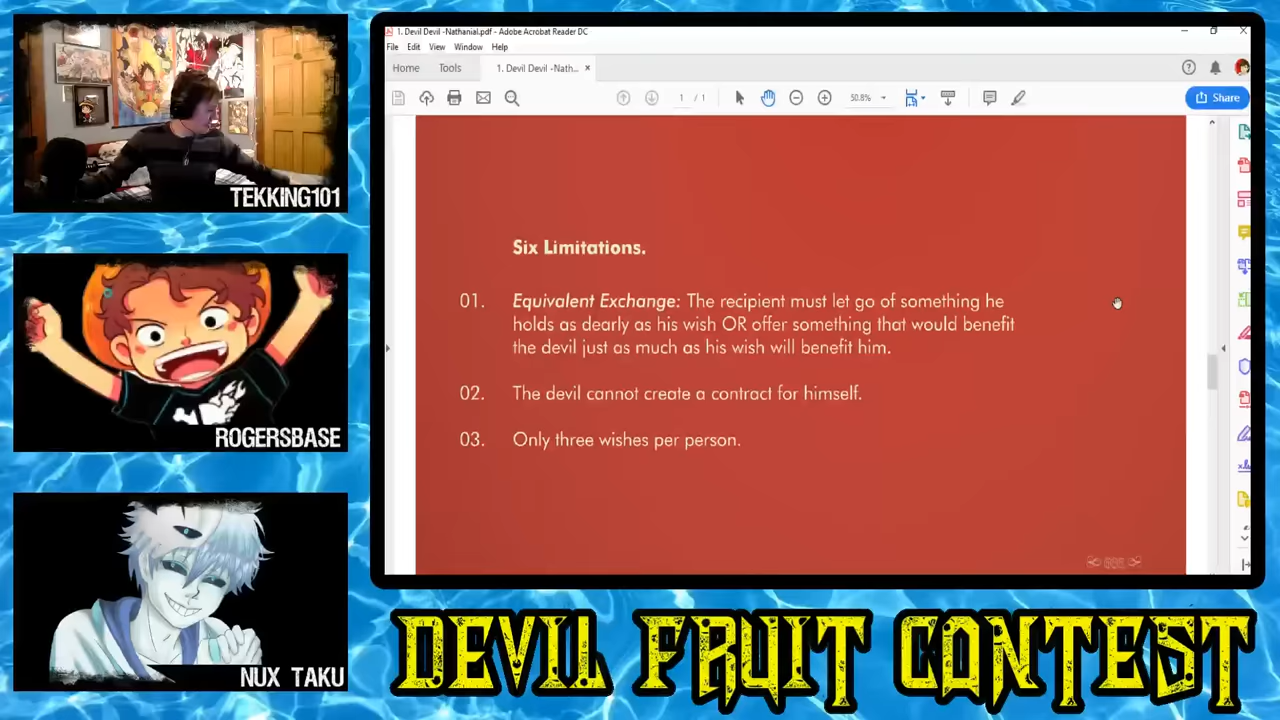 TEKKING101
ROGERSBASE
NUX TAKU
1. Devil Devil -Nathanial.pdf - Adobe Acrobat Reader DC
File Edit View Window Help
Home Tools 1. Devil Devil -Nath... ×
1 / 1 50.8% Share
Six Limitations.
01. Equivalent Exchange: The recipient must let go of something he
holds as dearly as his wish OR offer something that would benefit
the devil just as much as his wish will benefit him.
02. The devil cannot create a contract for himself.
03. Only three wishes per person.
DEVIL FRUIT CONTEST